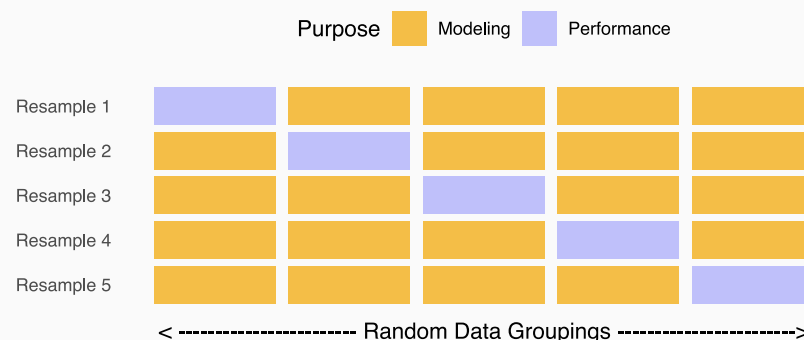 Purpose Modeling Performance
Resample 1
Resample 2
Resample 3
Resample 4
Resample 5
< ------------------ Random Data Groupings ------------------ >